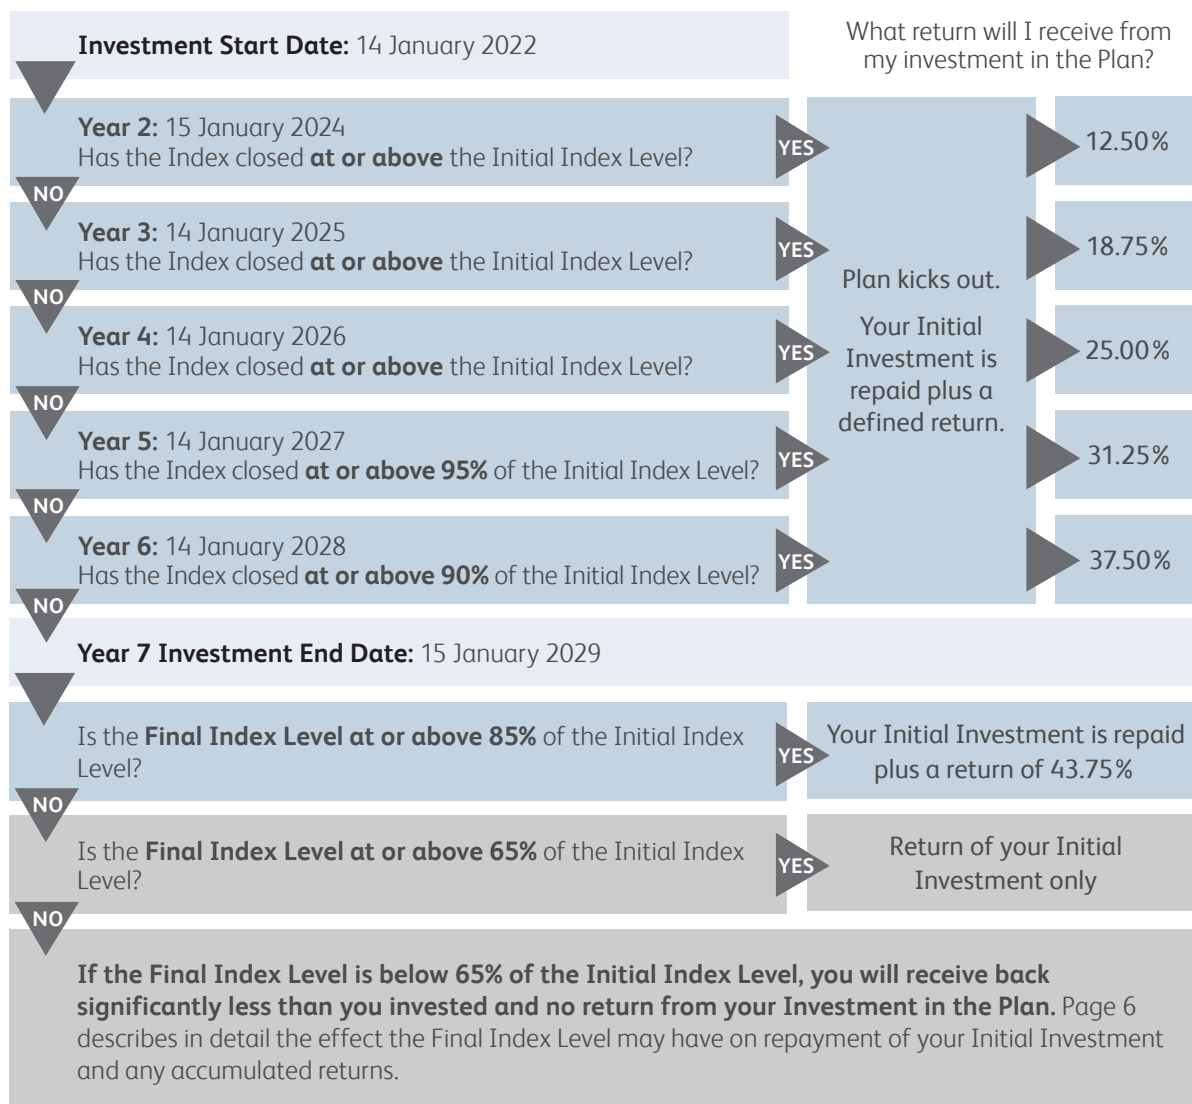 Investment Start Date: 14 January 2022
What return will I receive from
my investment in the Plan?
Year 2: 15 January 2024
Has the Index closed at or above the Initial Index Level?
YES
12.50%
NO
Year 3: 14 January 2025
Has the Index closed at or above the Initial Index Level?
YES
18.75%
NO
Year 4: 14 January 2026
Has the Index closed at or above the Initial Index Level?
YES
25.00%
NO
Year 5: 14 January 2027
Has the Index closed at or above 95% of the Initial Index Level?
YES
31.25%
NO
Year 6: 14 January 2028
Has the Index closed at or above 90% of the Initial Index Level?
YES
37.50%
Plan kicks out.
Your Initial
Investment is
repaid plus a
defined return.
NO
Year 7 Investment End Date: 15 January 2029
Is the Final Index Level at or above 85% of the Initial Index
Level?
YES
Your Initial Investment is repaid
plus a return of 43.75%
NO
Is the Final Index Level at or above 65% of the Initial Index
Level?
YES
Return of your Initial
Investment only
NO
If the Final Index Level is below 65% of the Initial Index Level, you will receive back
significantly less than you invested and no return from your Investment in the Plan. Page 6
describes in detail the effect the Final Index Level may have on repayment of your Initial Investment
and any accumulated returns.